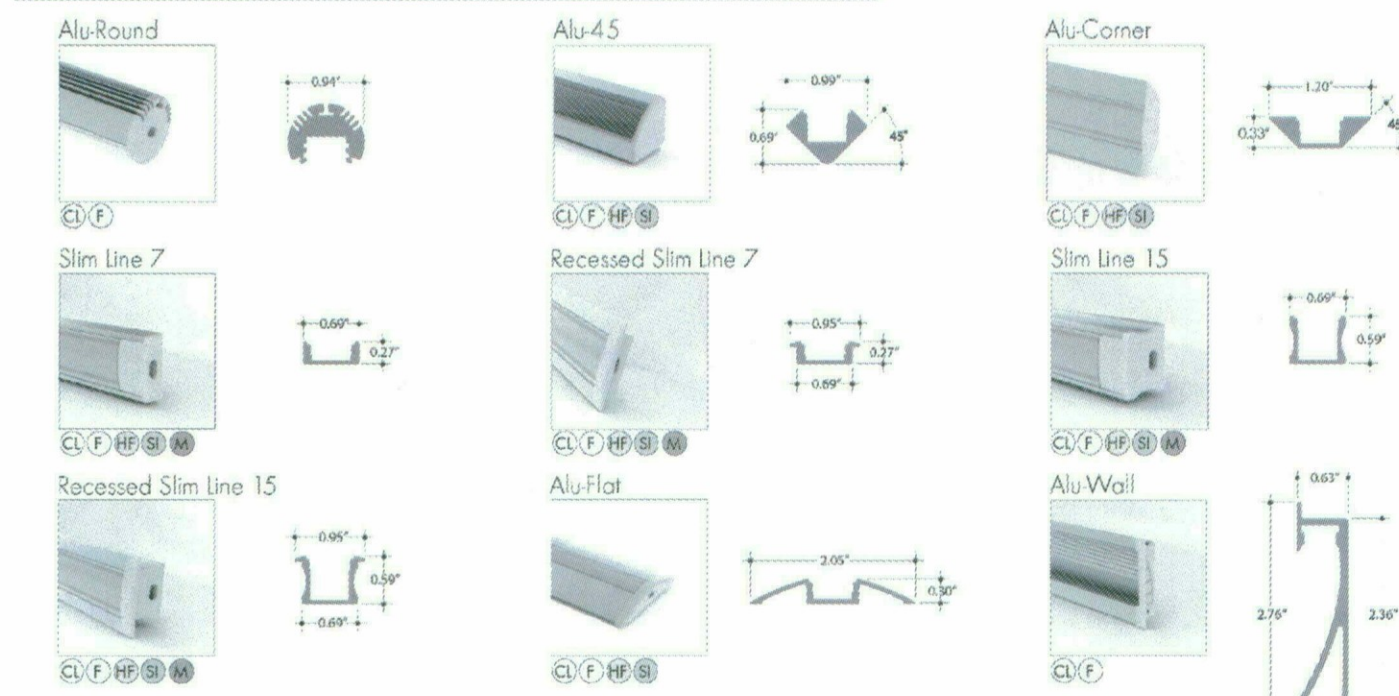 Alu-Round
0.94"
CL F
Alu-45
0.99"
0.69"
45°
CL F HF SI
Alu-Corner
1.20"
0.33"
CL F HF SI
Slim Line 7
0.69"
0.27"
CL F HF SI M
Recessed Slim Line 7
0.95"
0.27"
0.69"
CL F HF SI M
Slim Line 15
0.69"
0.59"
CL F HF SI M
Recessed Slim Line 15
0.95"
0.59"
0.69"
CL F HF SI M
Alu-Flat
2.05"
0.30"
CL F HF SI
Alu-Wall
0.63"
2.76"
2.36"
CL F